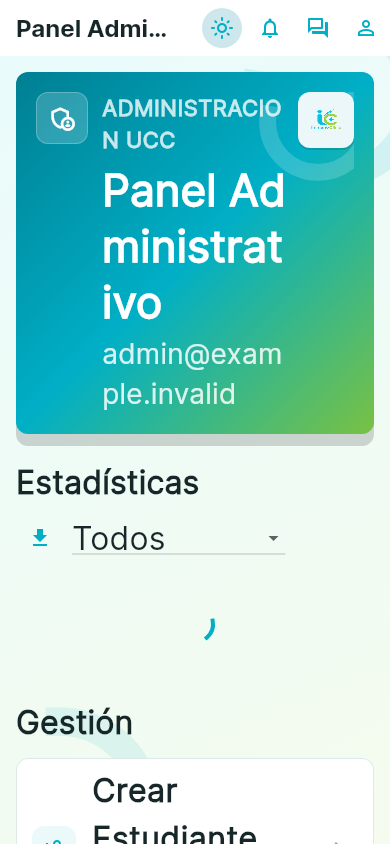 Panel Admi...
ADMINISTRACIO
N UCC
Panel Ad
ministrat
ivo
admin@exam
ple.invalid
Estadísticas
Todos
Gestión
Crear
Estudiante